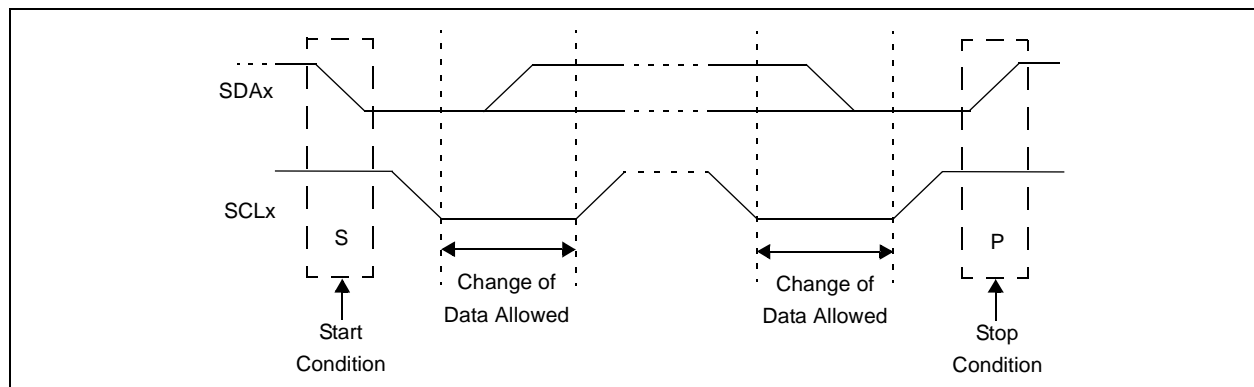 SDAx
SCLx
S
P
Change of
Data Allowed
Change of
Data Allowed
Start
Condition
Stop
Condition